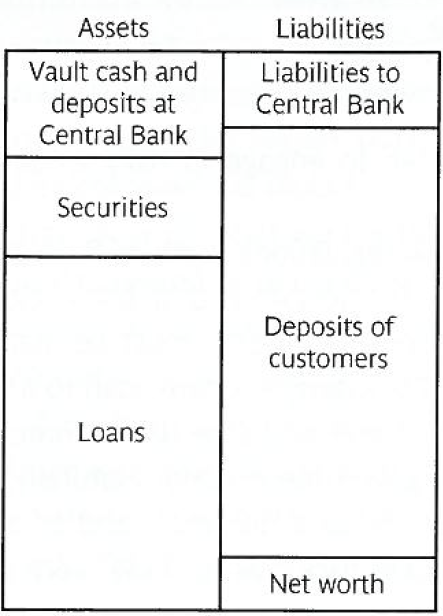 Assets
Liabilities
Vault cash and
deposits at
Central Bank
Liabilities to
Central Bank
Securities
Deposits of
customers
Loans
Net worth